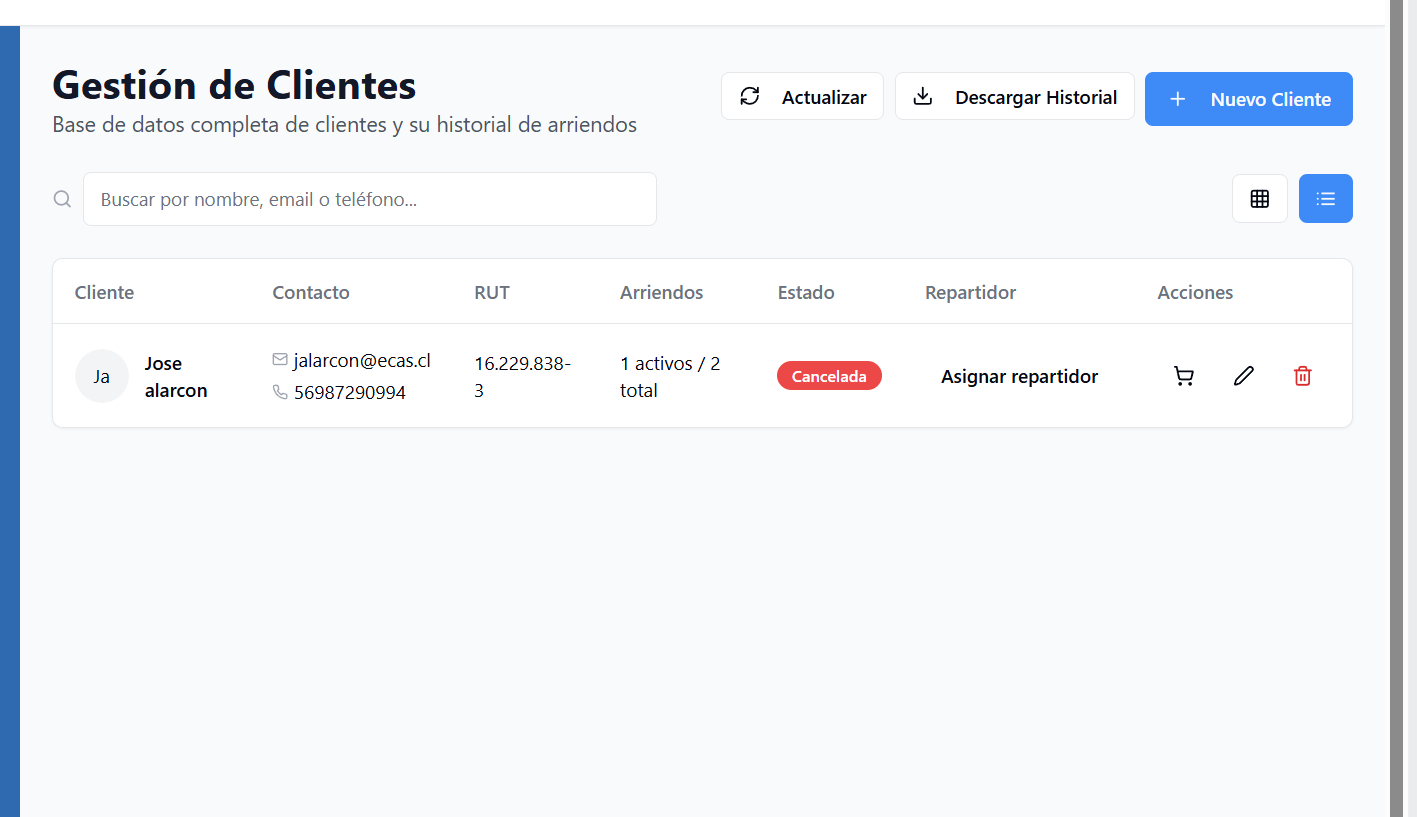 Gestión de Clientes
Base de datos completa de clientes y su historial de arriendos
Actualizar
Descargar Historial
Nuevo Cliente
Buscar por nombre, email o teléfono...
Cliente Contacto RUT Arriendos Estado Repartidor Acciones
Ja
Jose
alarcon
jalarcon@ecas.cl
56987290994
16.229.838-
3
1 activos / 2
total
Cancelada
Asignar repartidor